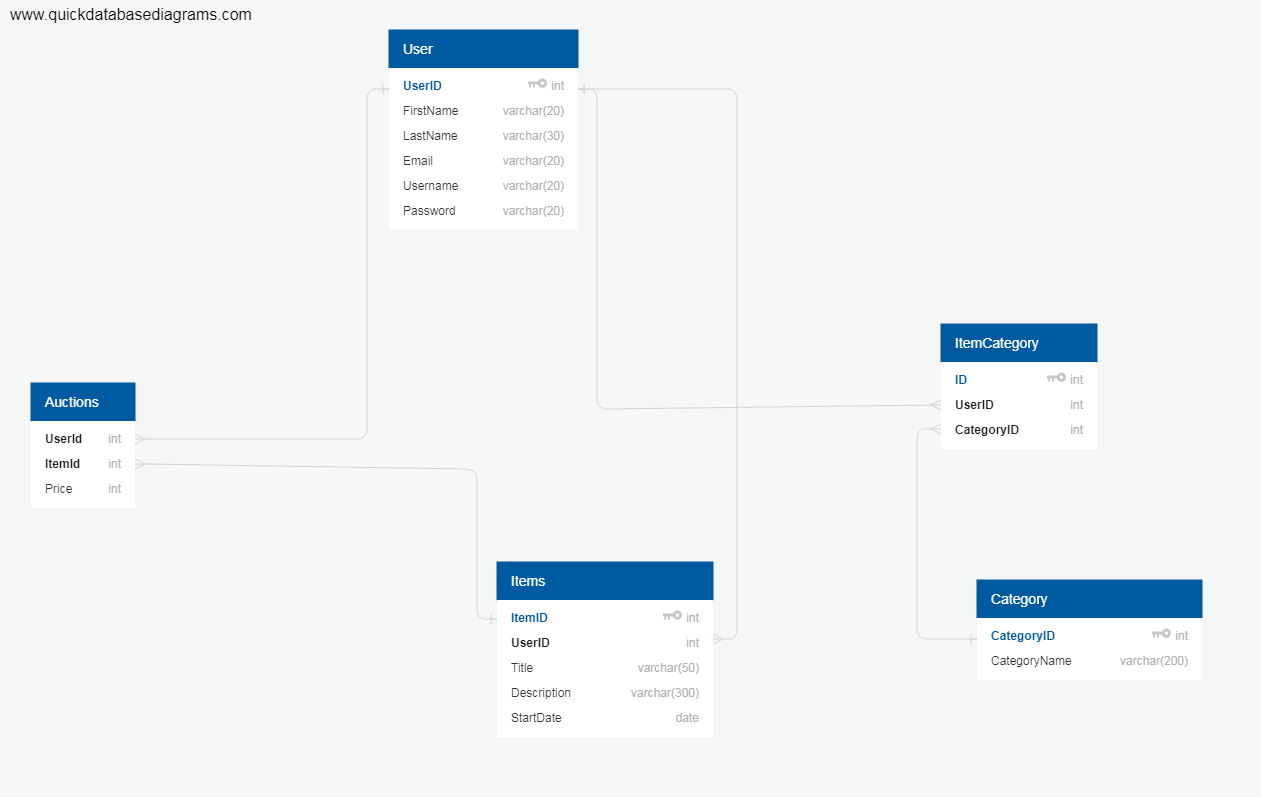 www.quickdatabasediagrams.com
User
UserID int
FirstName varchar(20)
LastName varchar(30)
Email varchar(20)
Username varchar(20)
Password varchar(20)
ItemCategory
ID int
UserID int
CategoryID int
Auctions
UserId int
ItemId int
Price int
Items
ItemID int
UserID int
Title varchar(50)
Description varchar(300)
StartDate date
Category
CategoryID int
CategoryName varchar(200)